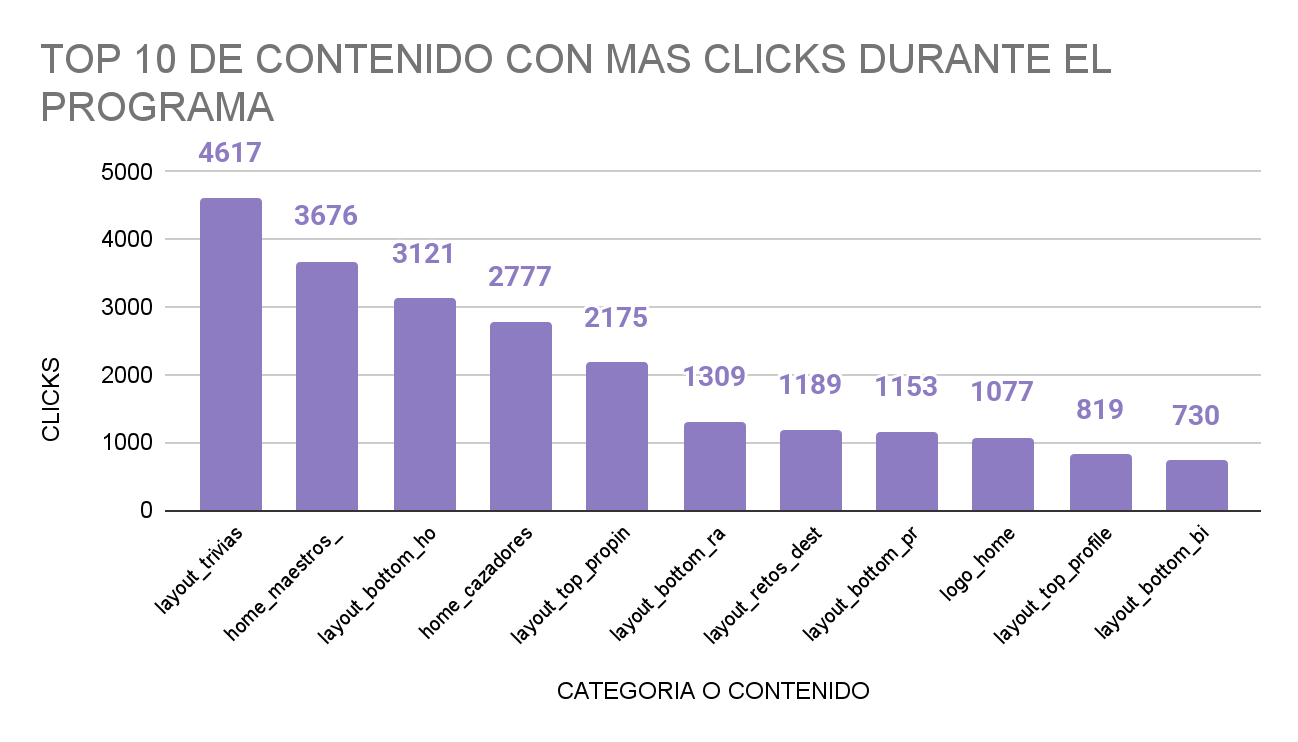 TOP 10 DE CONTENIDO CON MAS CLICKS DURANTE EL
PROGRAMA
4617
3676
3121
2777
2175
1309
1189
1153
1077
819
730
5000
4000
3000
2000
1000
0
CLICKS
layout_trivias
home_maestros_
layout_bottom_ho
home_cazadores
layout_top_propin
layout_bottom_ra
layout_retos_dest
layout_bottom_pr
logo_home
layout_top_profile
layout_bottom_bi
CATEGORIA O CONTENIDO